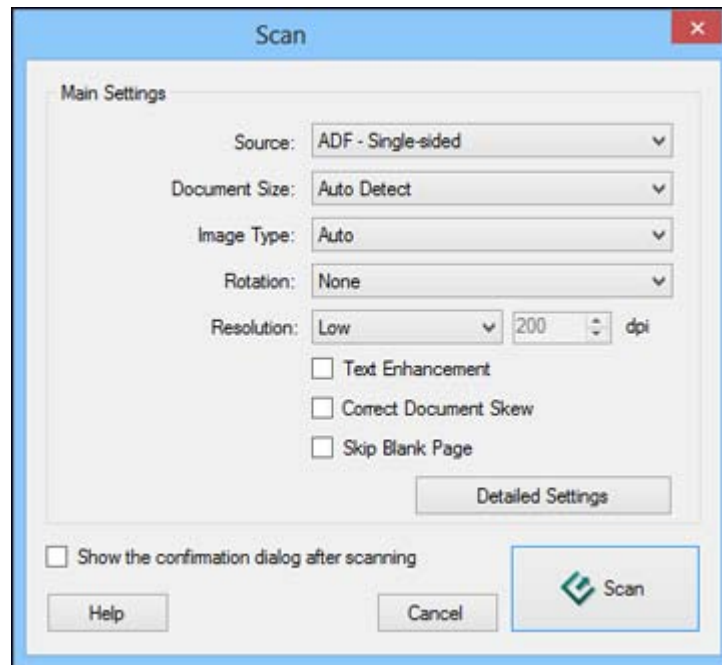 Scan
Main Settings
Source: ADF - Single-sided
Document Size: Auto Detect
Image Type: Auto
Rotation: None
Resolution: Low 200 dpi
Text Enhancement
Correct Document Skew
Skip Blank Page
Detailed Settings
Show the confirmation dialog after scanning
Help Cancel Scan